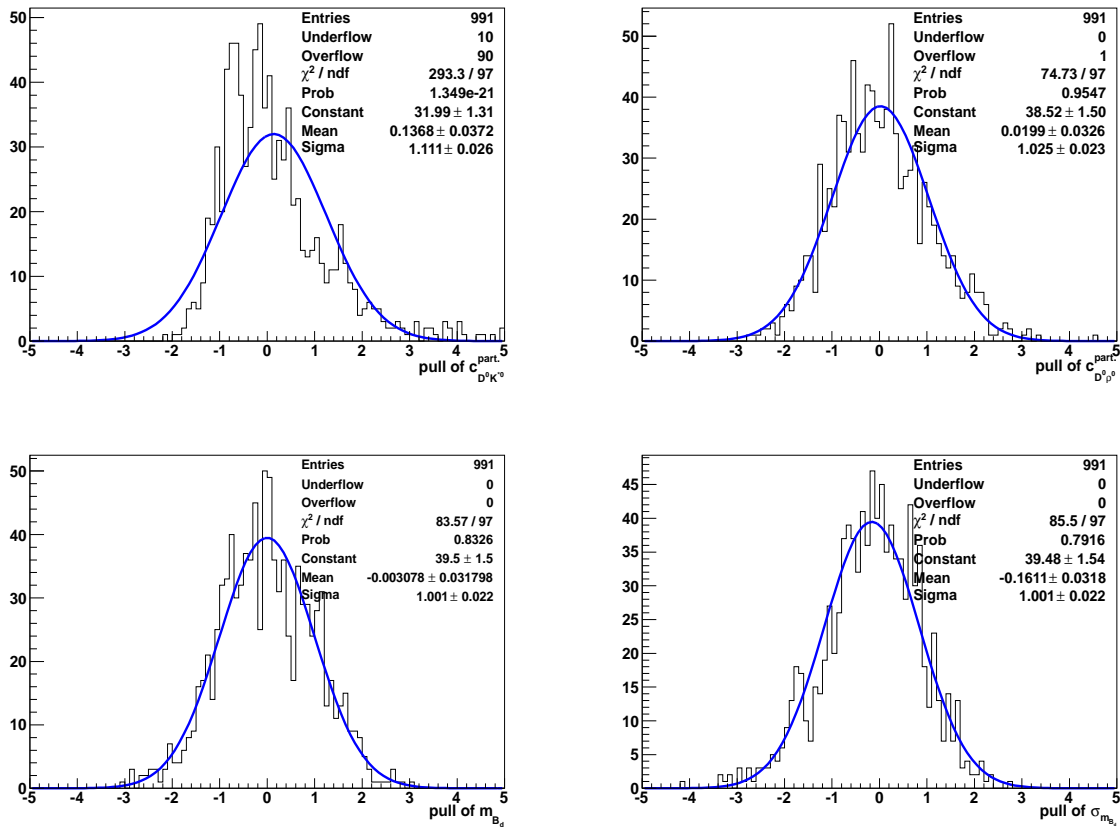 Entries 991
Underflow 10
Overflow 90
χ² / ndf 293.3 / 97
Prob 1.349e-21
Constant 31.99 ± 1.31
Mean 0.1368 ± 0.0372
Sigma 1.111 ± 0.026
50
40
30
20
10
0
-5 -4 -3 -2 -1 0 1 2 3 4 5
pull of c^part._D⁰K*⁰
Entries 991
Underflow 0
Overflow 1
χ² / ndf 74.73 / 97
Prob 0.9547
Constant 38.52 ± 1.50
Mean 0.0199 ± 0.0326
Sigma 1.025 ± 0.023
50
40
30
20
10
0
-5 -4 -3 -2 -1 0 1 2 3 4 5
pull of c^part._D⁰ρ⁰
Entries 991
Underflow 0
Overflow 0
χ² / ndf 83.57 / 97
Prob 0.8326
Constant 39.5 ± 1.5
Mean -0.003078 ± 0.031798
Sigma 1.001 ± 0.022
50
40
30
20
10
0
-5 -4 -3 -2 -1 0 1 2 3 4 5
pull of m_B_d
Entries 991
Underflow 0
Overflow 0
χ² / ndf 85.5 / 97
Prob 0.7916
Constant 39.48 ± 1.54
Mean -0.1611 ± 0.0318
Sigma 1.001 ± 0.022
45
40
35
30
25
20
15
10
5
0
-5 -4 -3 -2 -1 0 1 2 3 4 5
pull of σ_m_B